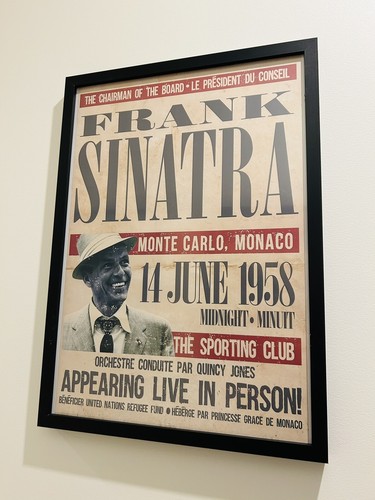 THE CHAIRMAN OF THE BOARD • LE PRÉSIDENT DU CONSEIL
FRANK
SINATRA
MONTE CARLO, MONACO
14 JUNE 1958
MIDNIGHT • MINUIT
THE SPORTING CLUB
ORCHESTRE CONDUITE PAR QUINCY JONES
APPEARING LIVE IN PERSON!
BÉNÉFICIER UNITED NATIONS REFUGEE FUND • HÉBERGÉ PAR PRINCESSE GRACE DE MONACO